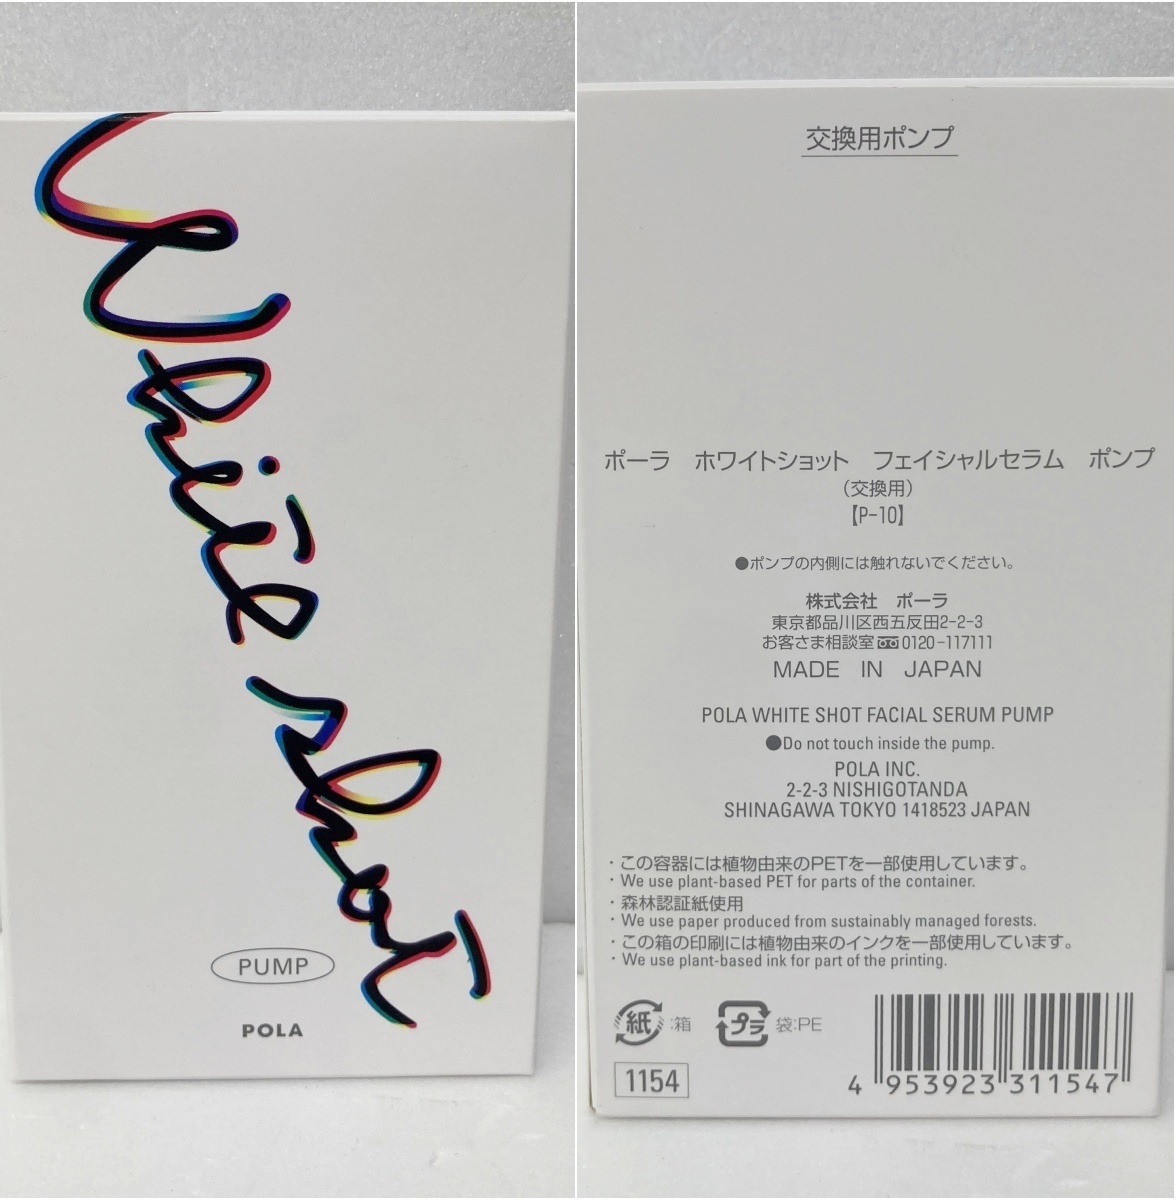 White Shot
PUMP
POLA
交換用ポンプ
ポーラ ホワイトショット フェイシャルセラム ポンプ
（交換用）
【P-10】
●ポンプの内側には触れないでください。
株式会社 ポーラ
東京都品川区西五反田2-2-3
お客さま相談室 0120-117111
MADE IN JAPAN
POLA WHITE SHOT FACIAL SERUM PUMP
●Do not touch inside the pump.
POLA INC.
2-2-3 NISHIGOTANDA
SHINAGAWA TOKYO 1418523 JAPAN
・この容器には植物由来のPETを一部使用しています。
・We use plant-based PET for parts of the container.
・森林認証紙使用
・We use paper produced from sustainably managed forests.
・この箱の印刷には植物由来のインクを一部使用しています。
・We use plant-based ink for part of the printing.
紙:箱 プラ 袋:PE
1154
4 953923 311547